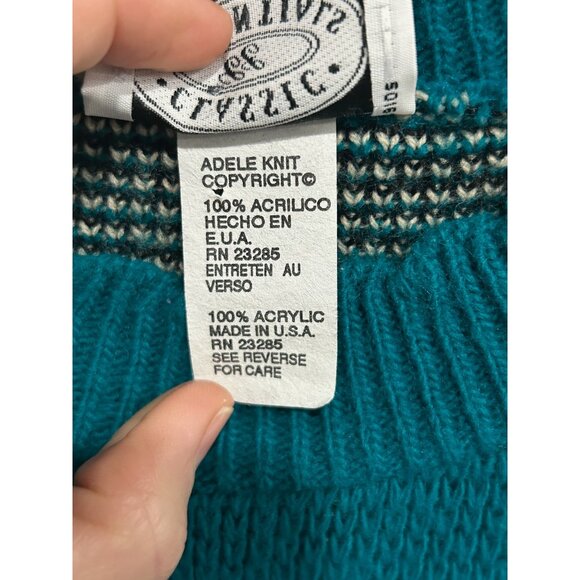 CLASSIC
ADELE KNIT
COPYRIGHT©
100% ACRILICO
HECHO EN
E.U.A.
RN 23285
ENTRETEN AU
VERSO
100% ACRYLIC
MADE IN U.S.A.
RN 23285
SEE REVERSE
FOR CARE